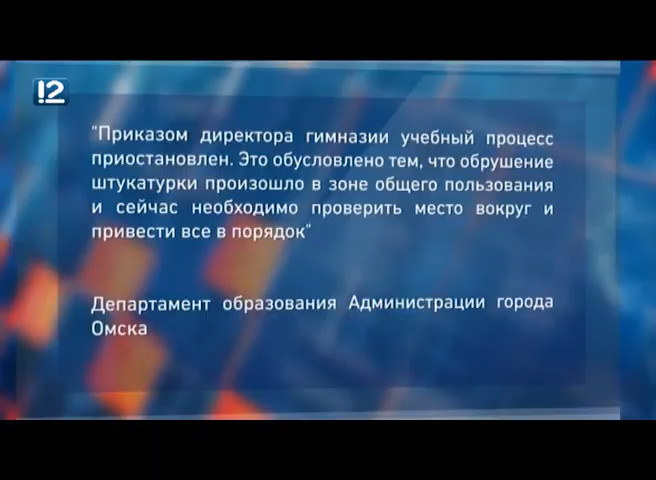 12
"Приказом директора гимназии учебный процесс
приостановлен. Это обусловлено тем, что обрушение
штукатурки произошло в зоне общего пользования
и сейчас необходимо проверить место вокруг и
привести все в порядок"
Департамент образования Администрации города
Омска